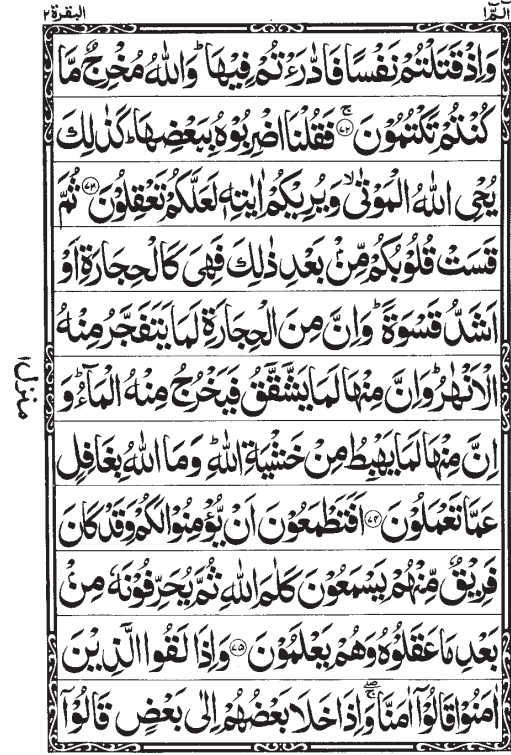 البقرة ٢
الٓمّٓ ١
وَاِذْ قَتَلْتُمْ نَفْسًا فَادّٰرَءْتُمْ فِيْهَا ؕ وَاللّٰهُ مُخْرِجٌ مَّا
كُنْتُمْ تَكْتُمُوْنَ ۚ‏﴿۷۲﴾ فَقُلْنَا اضْرِبُوْهُ بِبَعْضِهَا ؕ كَذٰلِكَ
يُحْيِ اللّٰهُ الْمَوْتٰى ۙ وَيُرِيْكُمْ اٰيٰتِهٖ لَعَلَّكُمْ تَعْقِلُوْنَ ﴿۷۳﴾ ثُمَّ
قَسَتْ قُلُوْبُكُمْ مِّنْۢ بَعْدِ ذٰلِكَ فَهِيَ كَالْحِجَارَةِ اَوْ
اَشَدُّ قَسْوَةً ؕ وَاِنَّ مِنَ الْحِجَارَةِ لَمَا يَتَفَجَّرُ مِنْهُ
الْاَنْهٰرُ ؕ وَاِنَّ مِنْهَا لَمَا يَشَّقَّقُ فَيَخْرُجُ مِنْهُ الْمَآءُ ؕ وَ
اِنَّ مِنْهَا لَمَا يَهْبِطُ مِنْ خَشْيَةِ اللّٰهِ ؕ وَمَا اللّٰهُ بِغَافِلٍ
عَمَّا تَعْمَلُوْنَ ﴿۷۴﴾ اَفَتَطْمَعُوْنَ اَنْ يُّؤْمِنُوْا لَكُمْ وَقَدْ كَانَ
فَرِيْقٌ مِّنْهُمْ يَسْمَعُوْنَ كَلٰمَ اللّٰهِ ثُمَّ يُحَرِّفُوْنَهٗ مِنْۢ
بَعْدِ مَا عَقَلُوْهُ وَهُمْ يَعْلَمُوْنَ ﴿۷۵﴾ وَاِذَا لَقُوا الَّذِيْنَ
اٰمَنُوْا قَالُوْۤا اٰمَنَّا ۖۚ وَاِذَا خَلَا بَعْضُهُمْ اِلٰى بَعْضٍ قَالُوْۤا
منزل ١